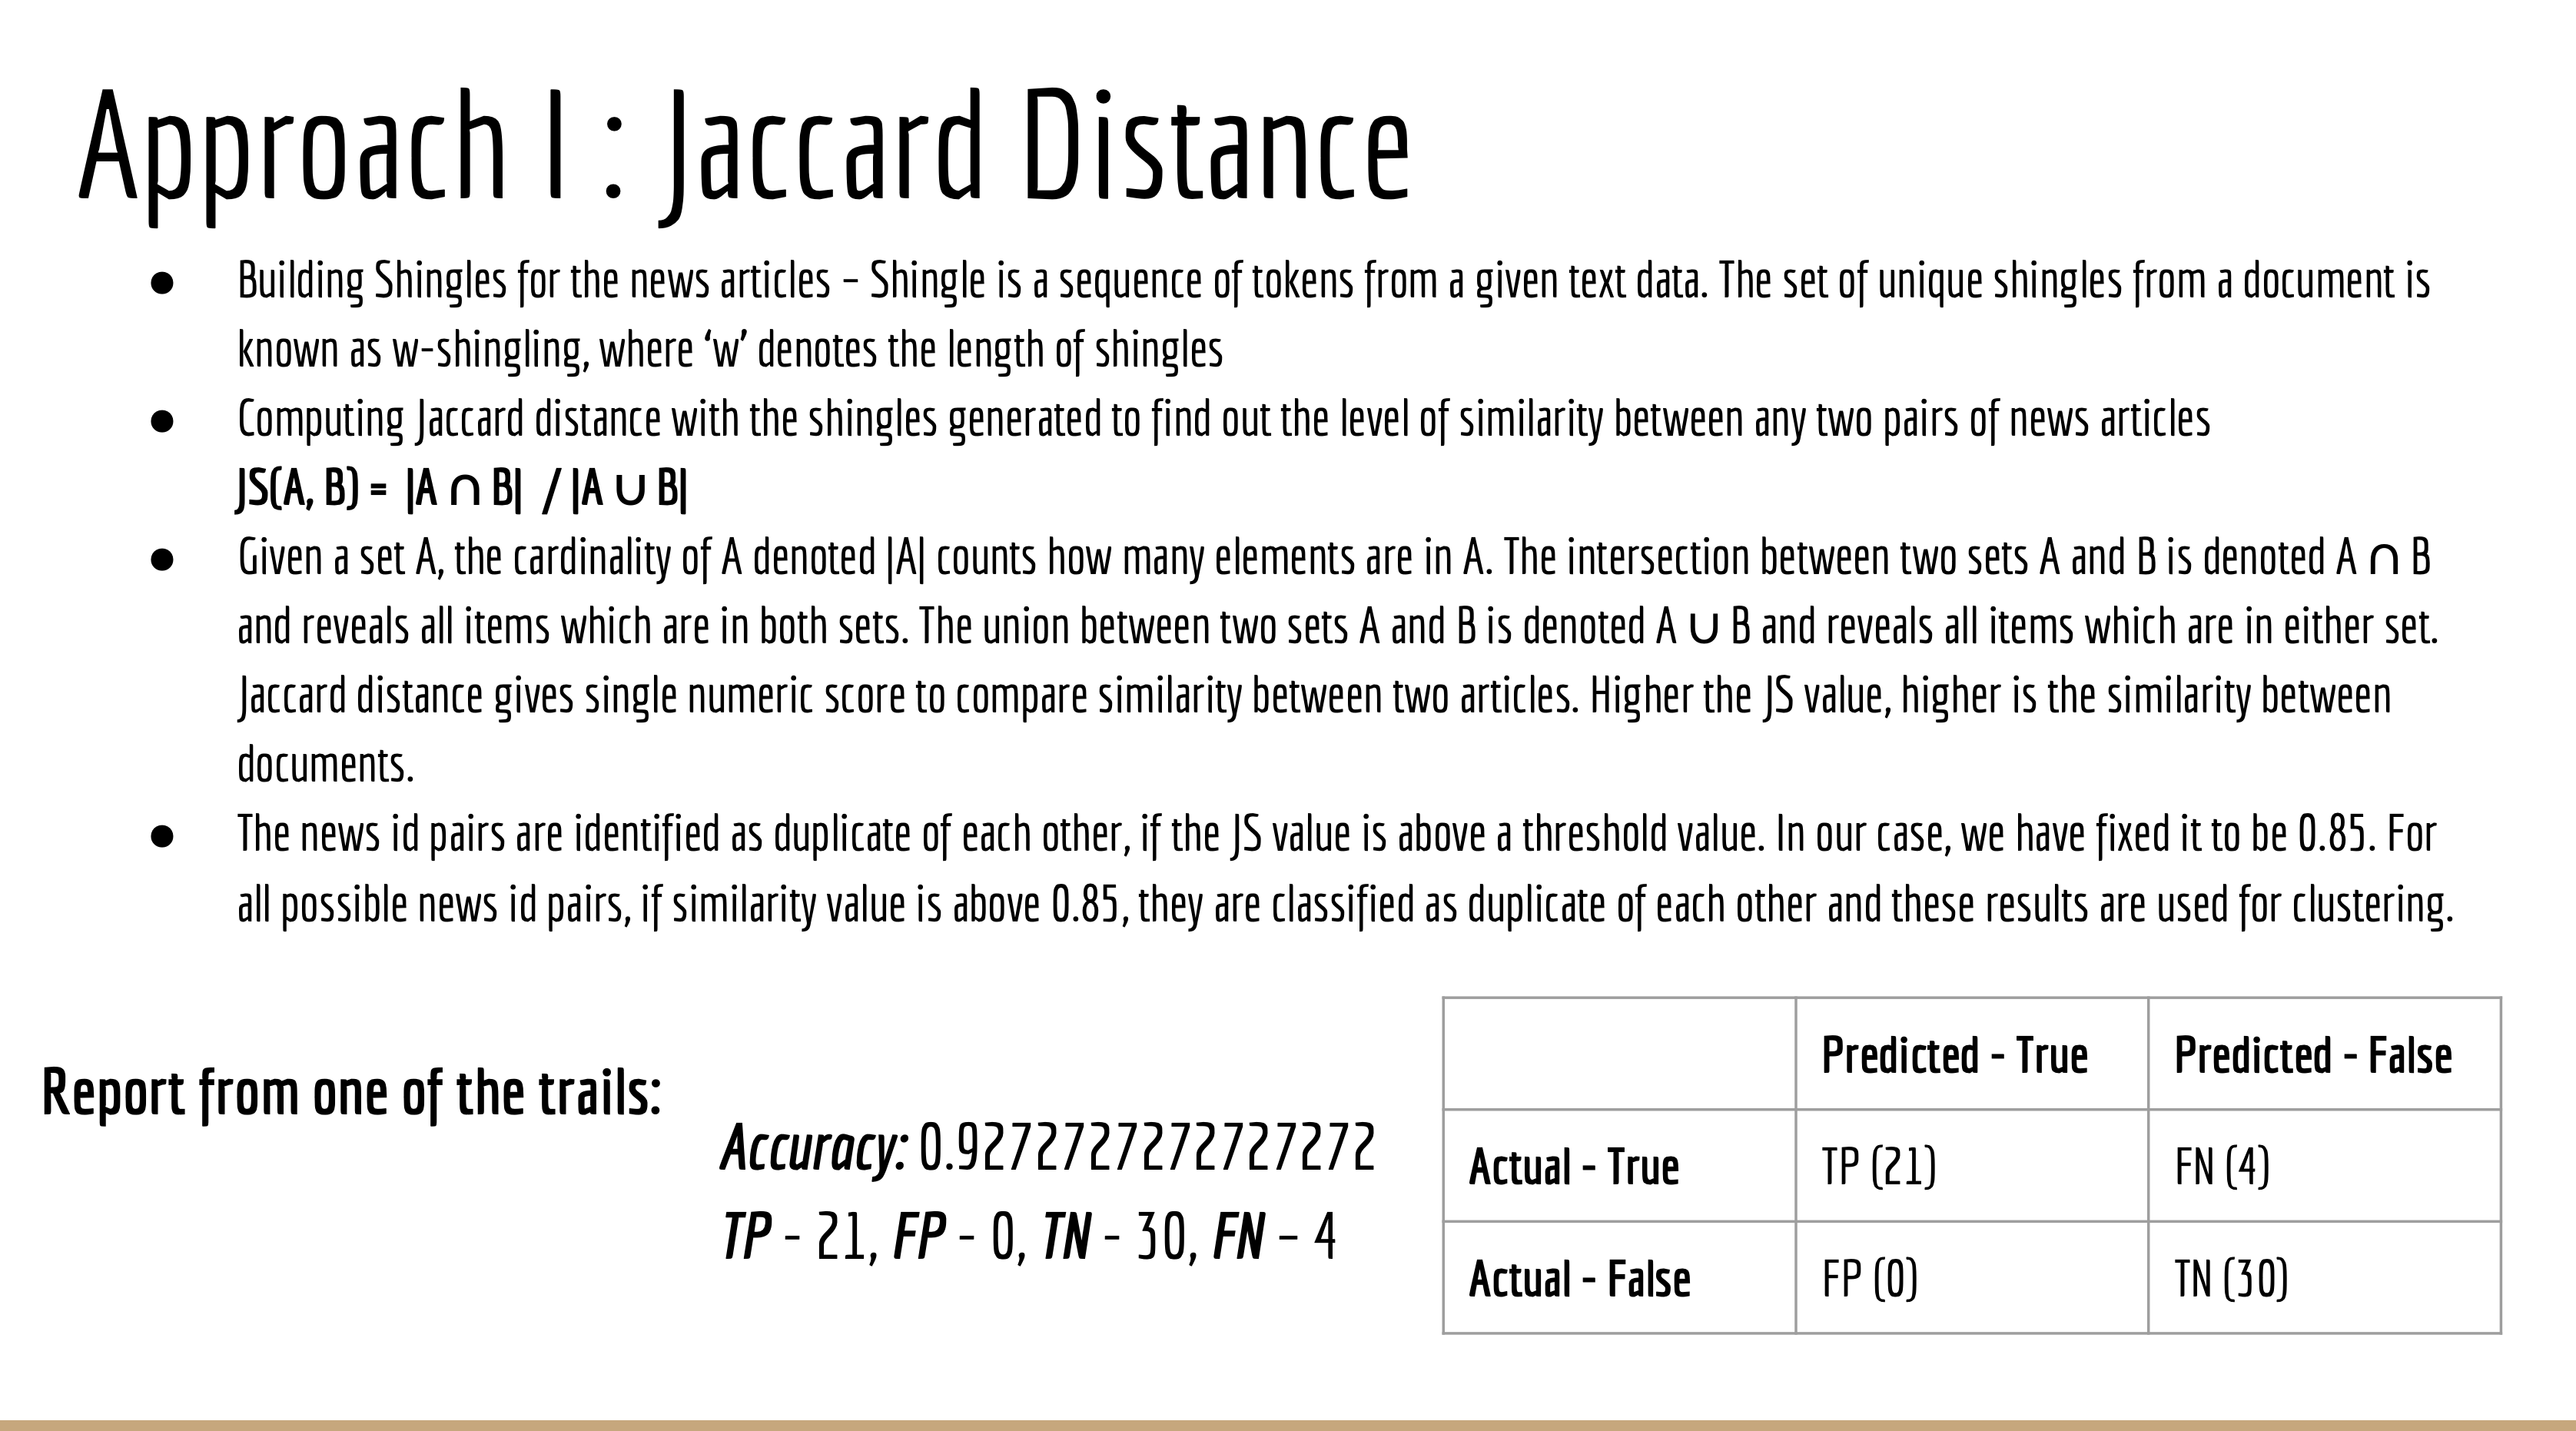 Approach I : Jaccard Distance
● Building Shingles for the news articles – Shingle is a sequence of tokens from a given text data. The set of unique shingles from a document is
known as w-shingling, where ‘w’ denotes the length of shingles
● Computing Jaccard distance with the shingles generated to find out the level of similarity between any two pairs of news articles
JS(A, B) = |A ∩ B| / |A ∪ B|
● Given a set A, the cardinality of A denoted |A| counts how many elements are in A. The intersection between two sets A and B is denoted A ∩ B
and reveals all items which are in both sets. The union between two sets A and B is denoted A ∪ B and reveals all items which are in either set.
Jaccard distance gives single numeric score to compare similarity between two articles. Higher the JS value, higher is the similarity between
documents.
● The news id pairs are identified as duplicate of each other, if the JS value is above a threshold value. In our case, we have fixed it to be 0.85. For
all possible news id pairs, if similarity value is above 0.85, they are classified as duplicate of each other and these results are used for clustering.
Report from one of the trails:
Accuracy: 0.9272727272727272
TP - 21, FP - 0, TN - 30, FN – 4
Predicted - True Predicted - False
Actual - True TP (21) FN (4)
Actual - False FP (0) TN (30)